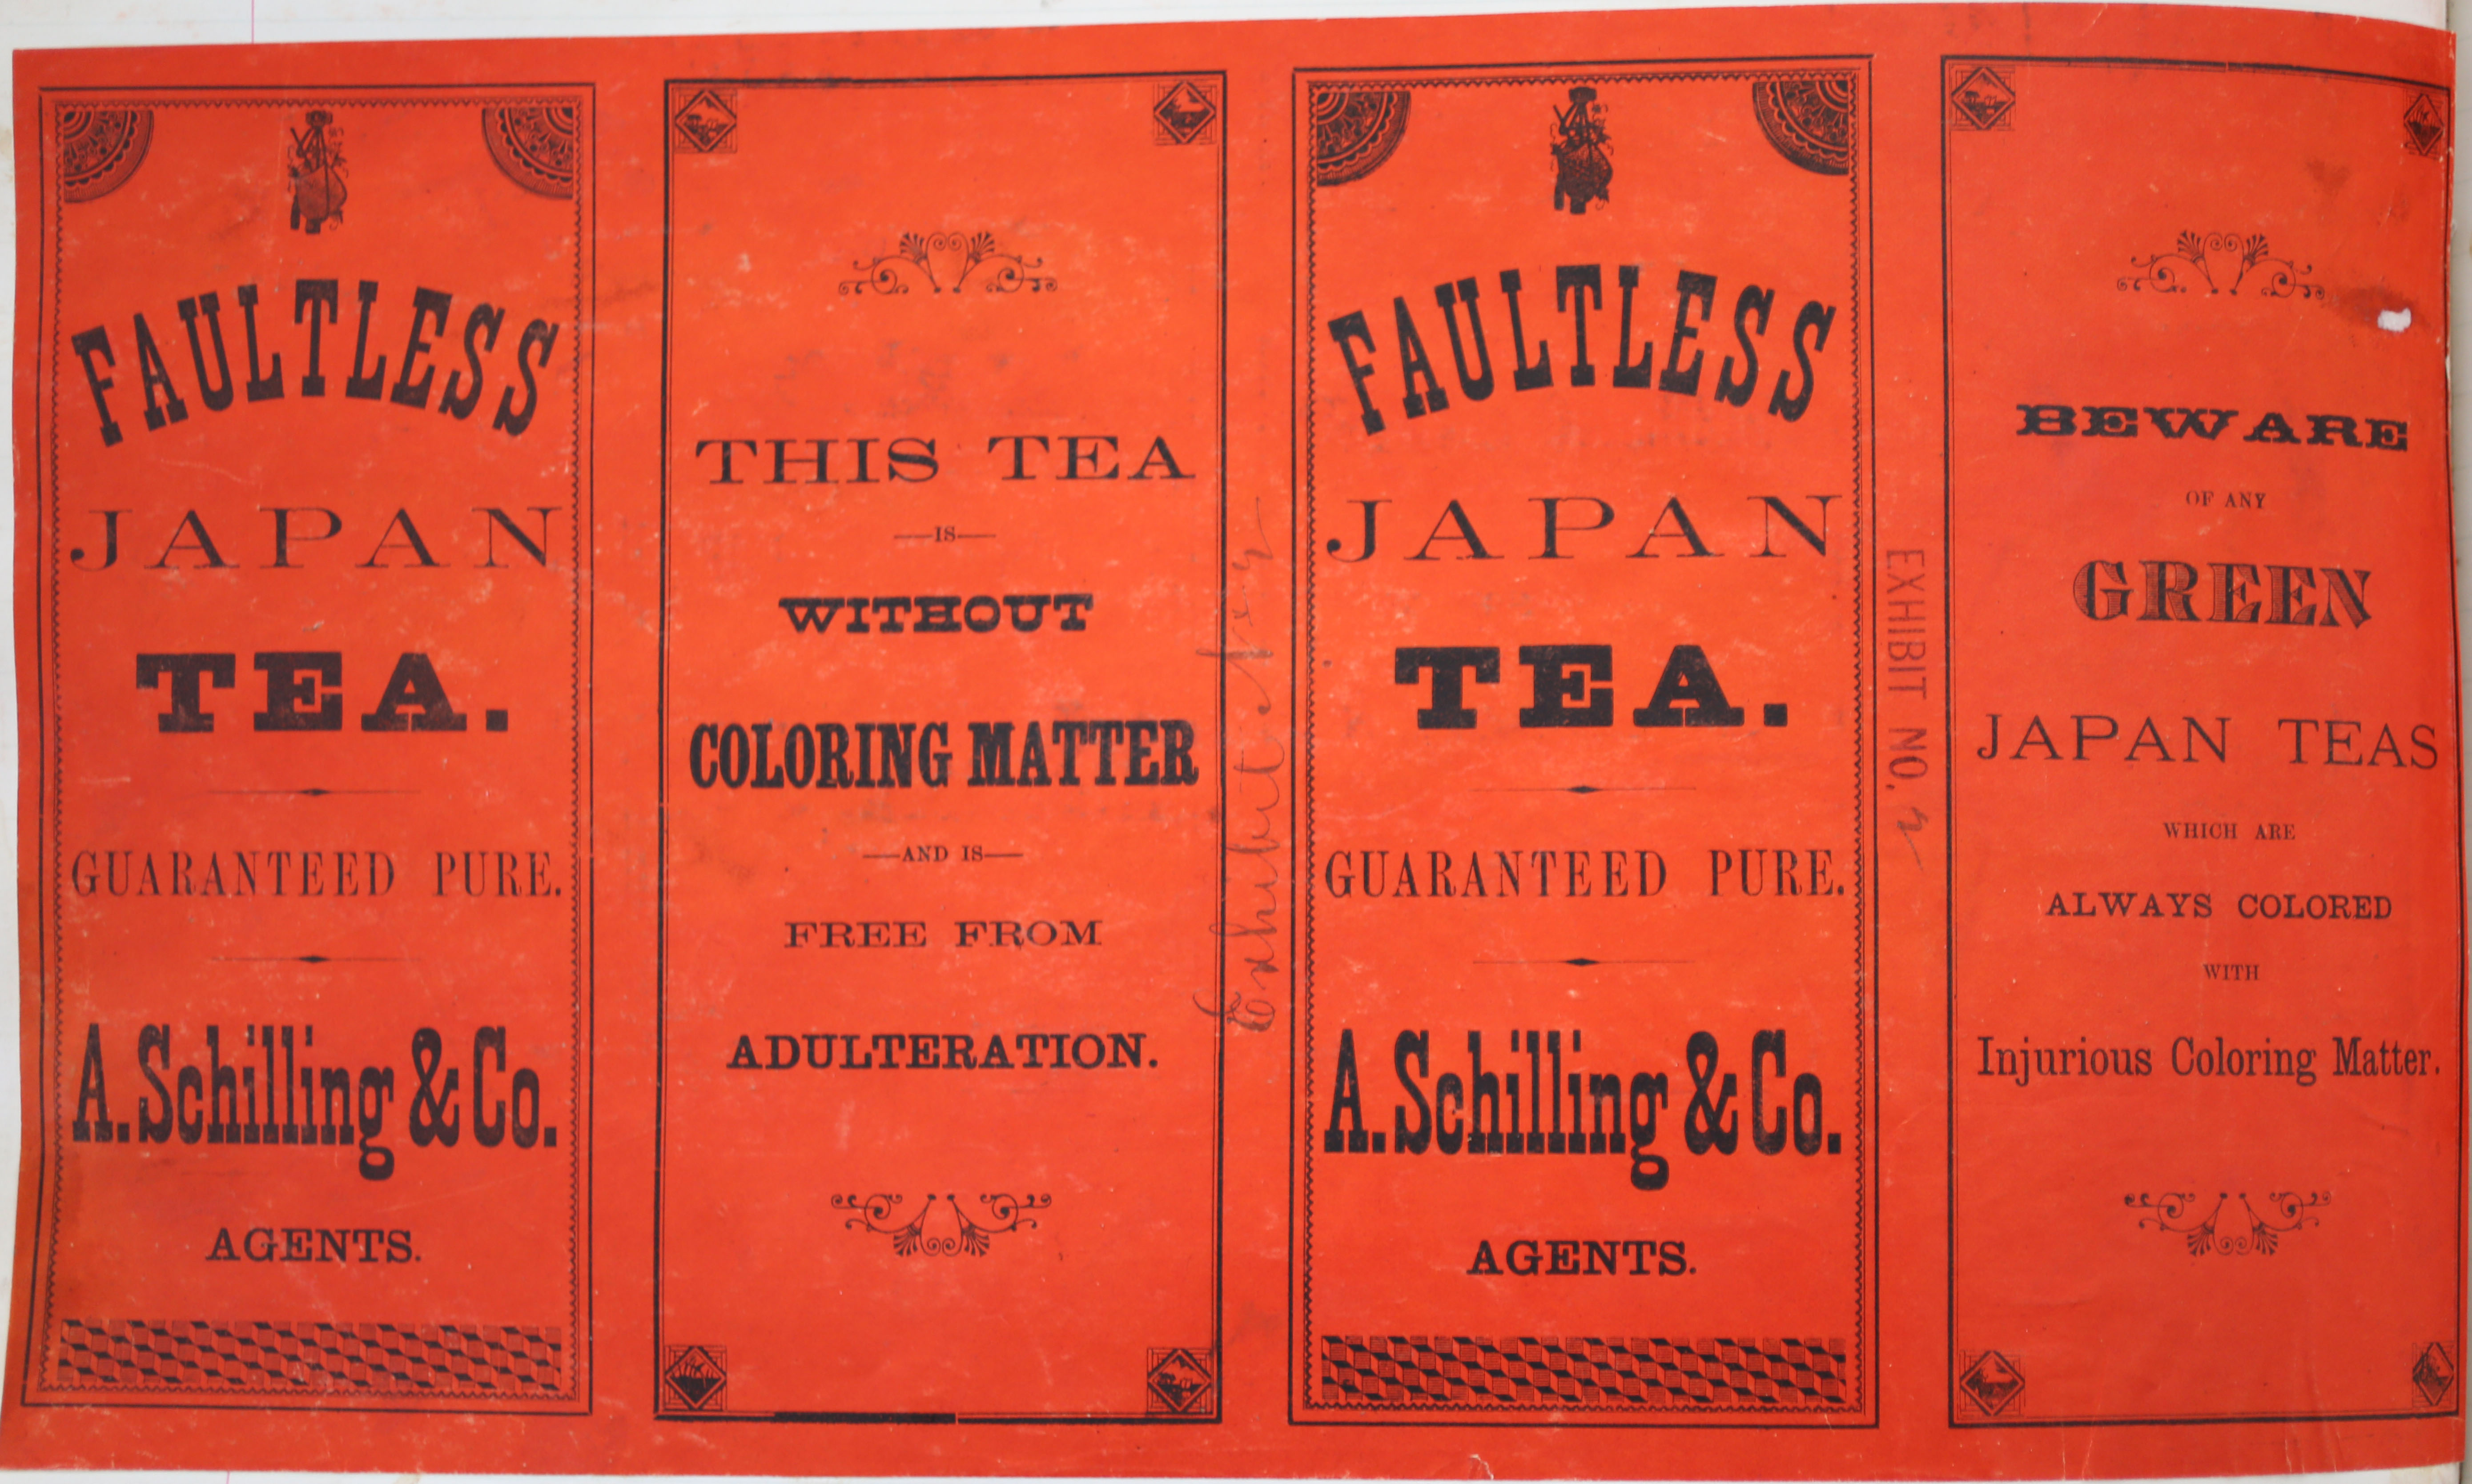 FAULTLESS
JAPAN
TEA.
GUARANTEED PURE.
A. Schilling & Co.
AGENTS.
THIS TEA
—IS—
WITHOUT
COLORING MATTER
—AND IS—
FREE FROM
ADULTERATION.
Exhibit No 2
FAULTLESS
JAPAN
TEA.
GUARANTEED PURE.
A. Schilling & Co.
AGENTS.
EXHIBIT NO. 2
BEWARE
OF ANY
GREEN
JAPAN TEAS
WHICH ARE
ALWAYS COLORED
WITH
Injurious Coloring Matter.